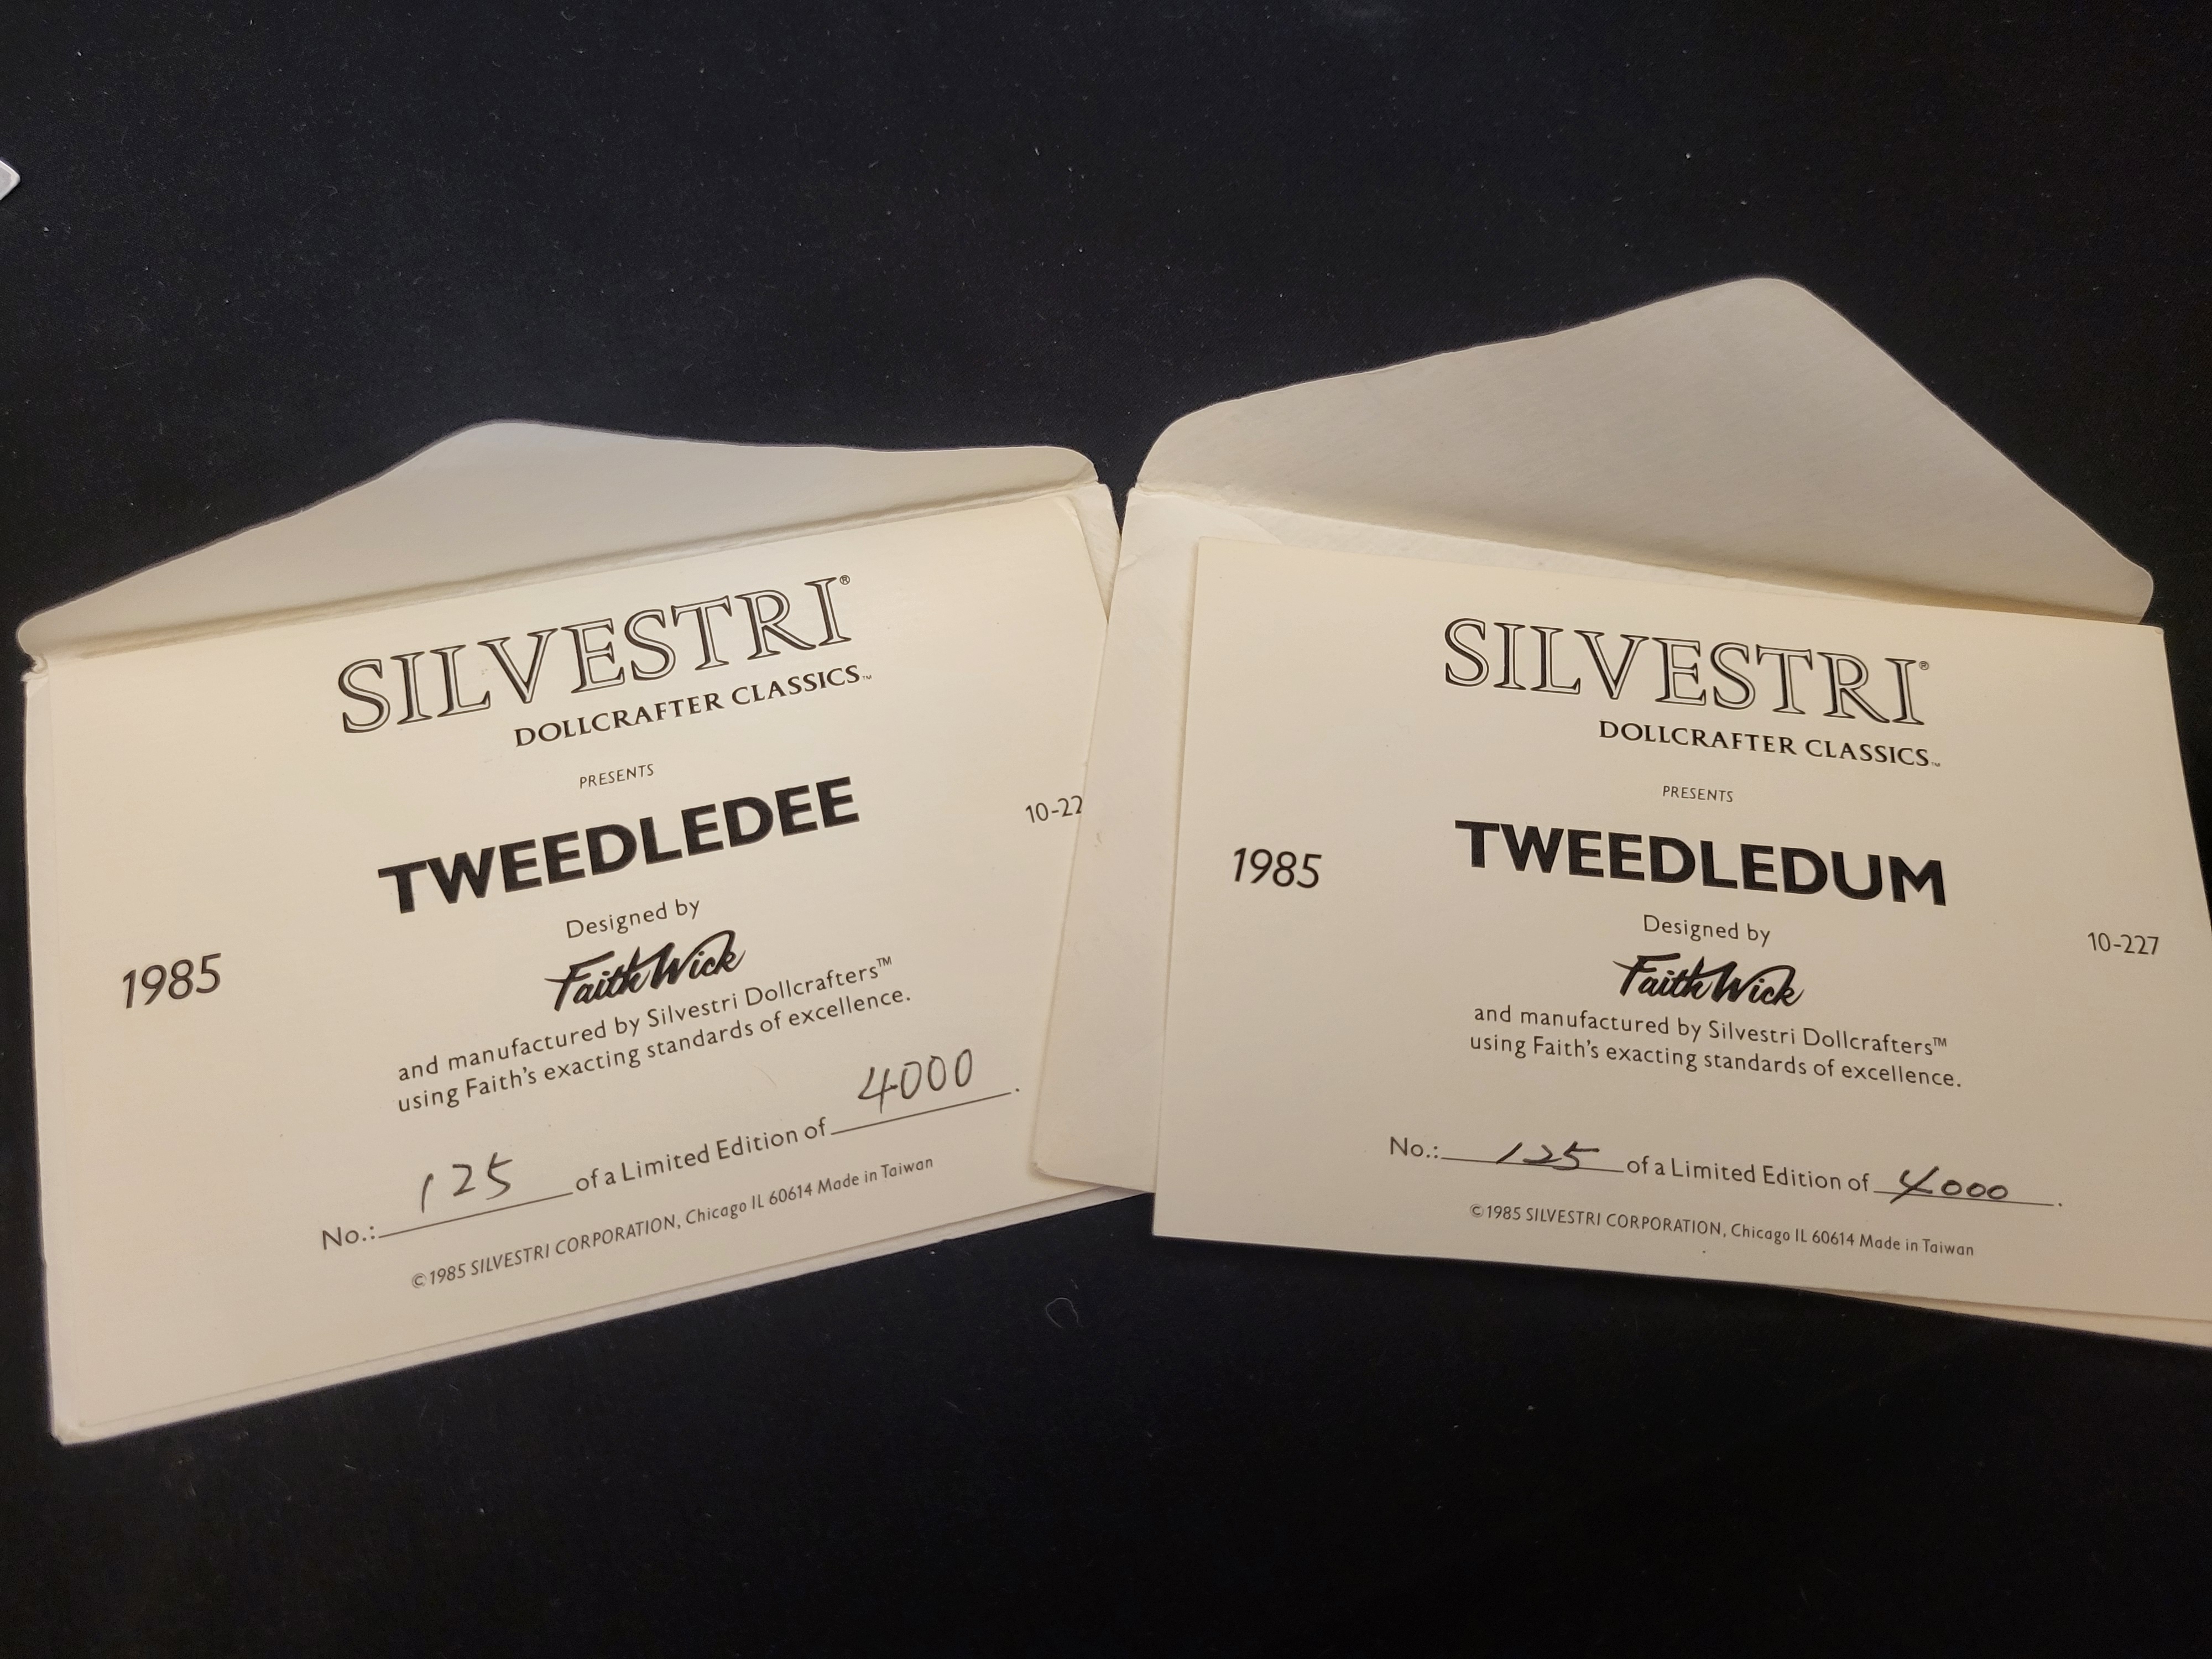 SILVESTRI®
DOLLCRAFTER CLASSICS™
PRESENTS
TWEEDLEDEE
10-22
Designed by
Faith Wick
1985
and manufactured by Silvestri Dollcrafters™
using Faith's exacting standards of excellence.
No.: 125 of a Limited Edition of 4000.
©1985 SILVESTRI CORPORATION, Chicago IL 60614 Made in Taiwan
SILVESTRI®
DOLLCRAFTER CLASSICS™
PRESENTS
TWEEDLEDUM
1985
Designed by
10-227
Faith Wick
and manufactured by Silvestri Dollcrafters™
using Faith's exacting standards of excellence.
No.: 125 of a Limited Edition of 4000.
©1985 SILVESTRI CORPORATION, Chicago IL 60614 Made in Taiwan